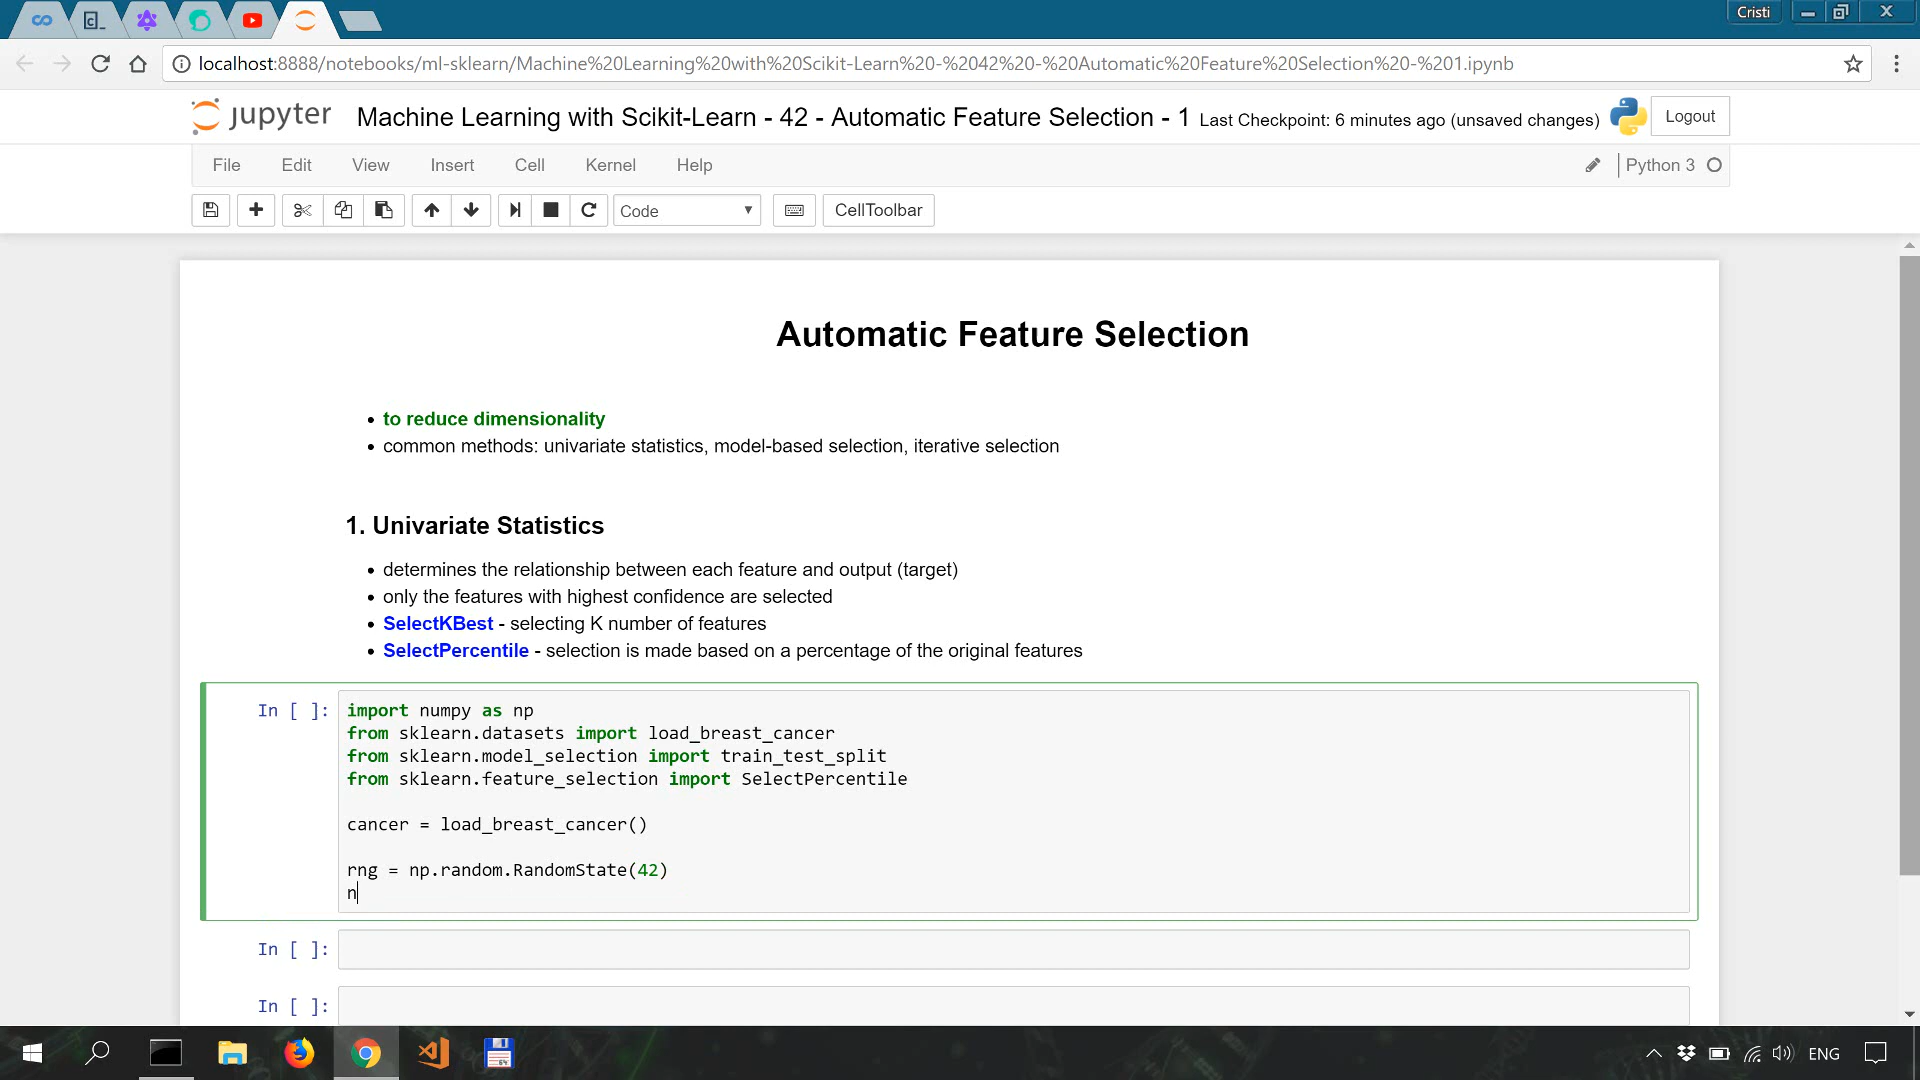 Cristi
localhost:8888/notebooks/ml-sklearn/Machine%20Learning%20with%20Scikit-Learn%20-%2042%20-%20Automatic%20Feature%20Selection%20-%201.ipynb
jupyter Machine Learning with Scikit-Learn - 42 - Automatic Feature Selection - 1 Last Checkpoint: 6 minutes ago (unsaved changes) Logout
File Edit View Insert Cell Kernel Help Python 3
Code CellToolbar
Automatic Feature Selection
• to reduce dimensionality
• common methods: univariate statistics, model-based selection, iterative selection
1. Univariate Statistics
• determines the relationship between each feature and output (target)
• only the features with highest confidence are selected
• SelectKBest - selecting K number of features
• SelectPercentile - selection is made based on a percentage of the original features
In [ ]: import numpy as np
from sklearn.datasets import load_breast_cancer
from sklearn.model_selection import train_test_split
from sklearn.feature_selection import SelectPercentile
cancer = load_breast_cancer()
rng = np.random.RandomState(42)
n
In [ ]:
In [ ]:
64
ENG